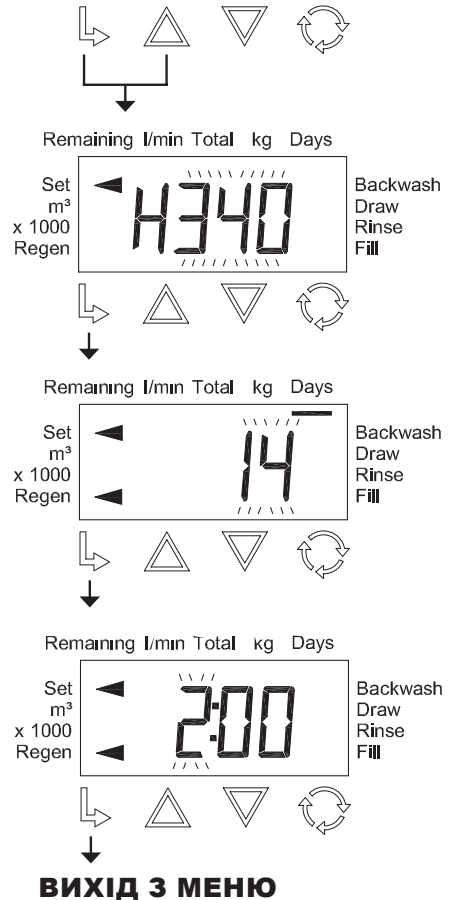 Remaining l/min Total kg Days
Set
m³
x 1000
Regen
H340
Backwash
Draw
Rinse
Fill
Remaining l/min Total kg Days
Set
m³
x 1000
Regen
14
Backwash
Draw
Rinse
Fill
Remaining l/min Total kg Days
Set
m³
x 1000
Regen
2:00
Backwash
Draw
Rinse
Fill
ВИХІД З МЕНЮ